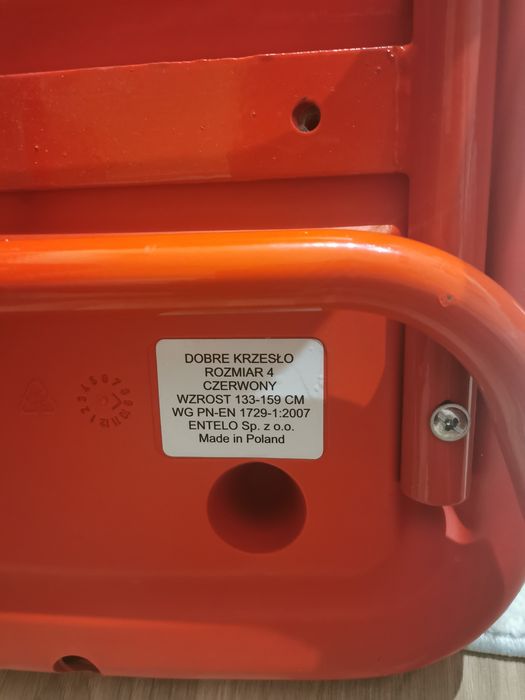 DOBRE KRZESŁO
ROZMIAR 4
CZERWONY
WZROST 133-159 CM
WG PN-EN 1729-1:2007
ENTELO Sp. z o.o.
Made in Poland